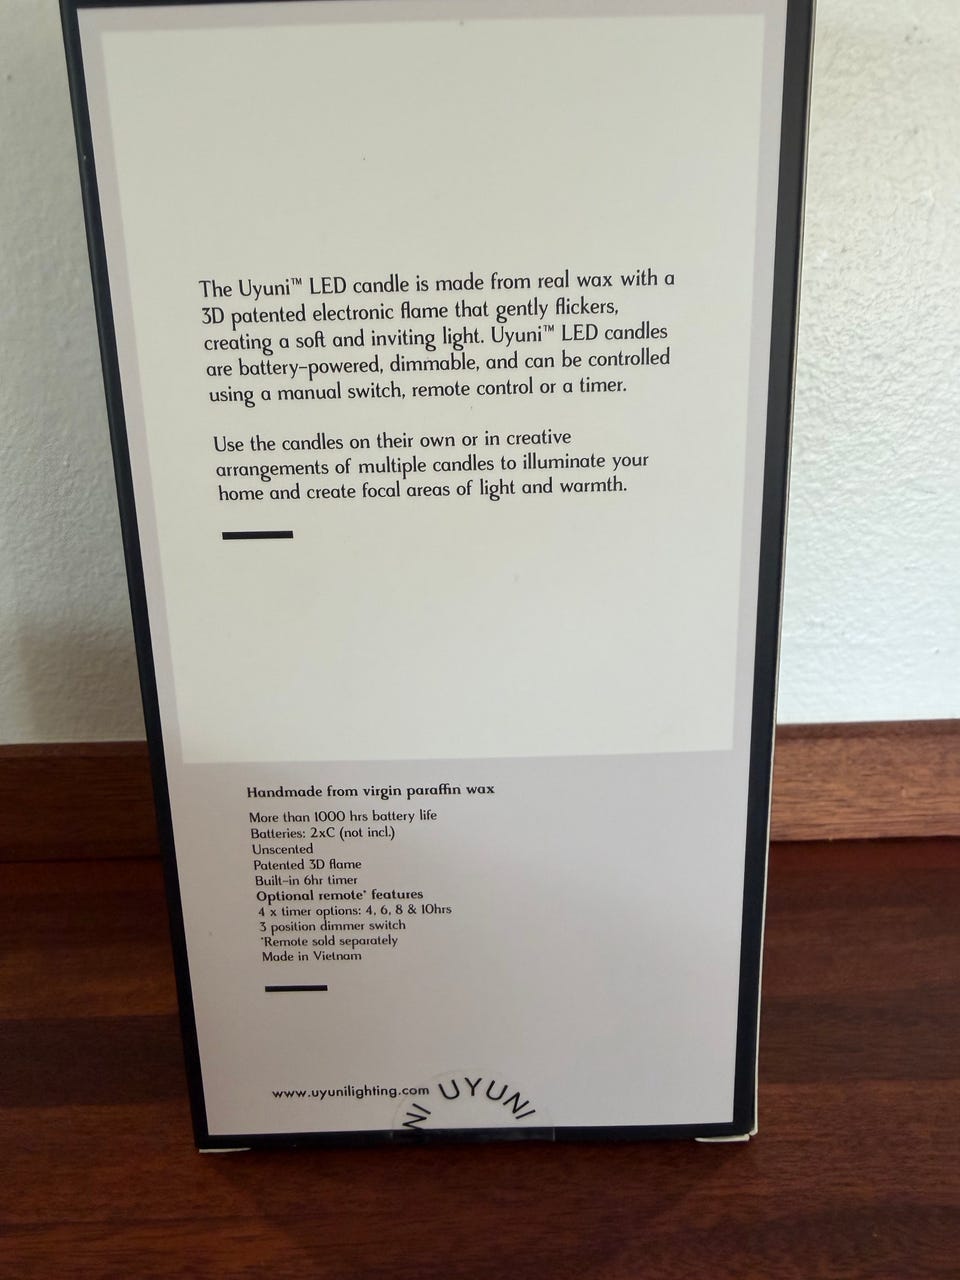 The Uyuni™ LED candle is made from real wax with a
3D patented electronic flame that gently flickers,
creating a soft and inviting light. Uyuni™ LED candles
are battery-powered, dimmable, and can be controlled
using a manual switch, remote control or a timer.
Use the candles on their own or in creative
arrangements of multiple candles to illuminate your
home and create focal areas of light and warmth.
Handmade from virgin paraffin wax
More than 1000 hrs battery life
Batteries: 2xC (not incl.)
Unscented
Patented 3D flame
Built-in 6hr timer
Optional remote* features
4 x timer options: 4, 6, 8 & 10hrs
3 position dimmer switch
*Remote sold separately
Made in Vietnam
www.uyunilighting.com
UYUNI
NI